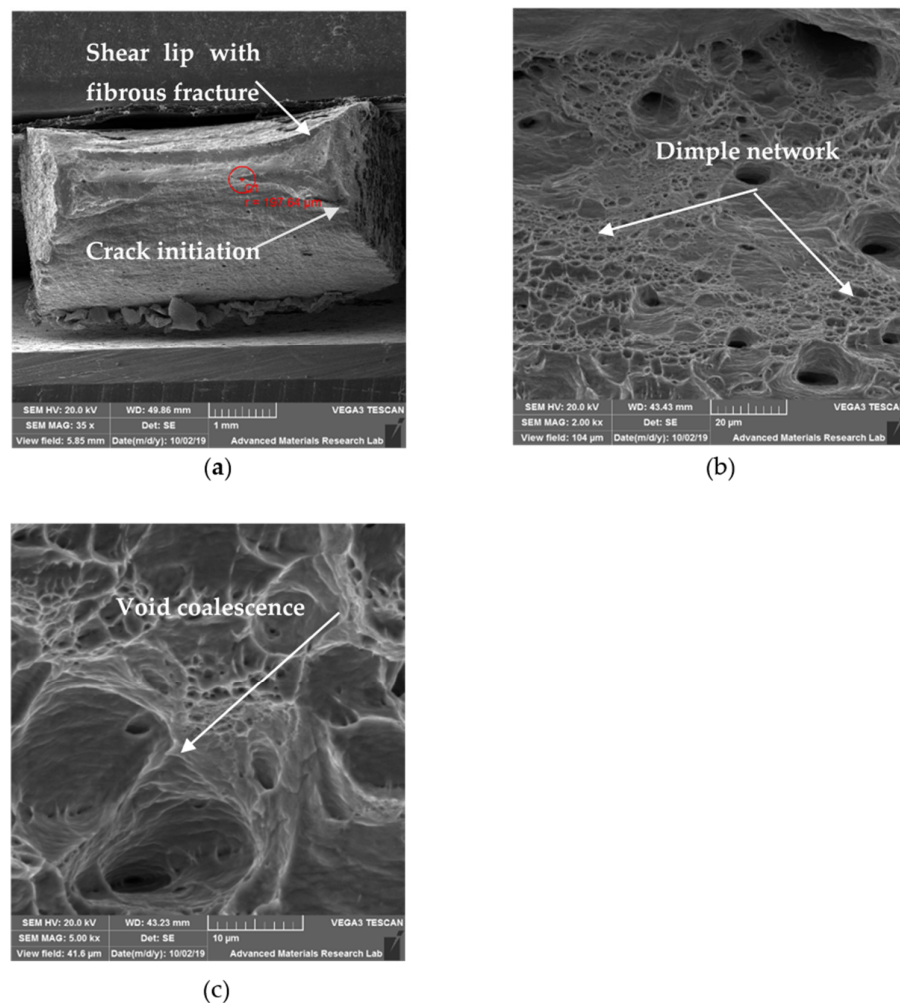 Shear lip with
fibrous fracture
Crack initiation
SEM HV: 20.0 kV WD: 49.86 mm VEGA3 TESCAN
SEM MAG: 35 x Det: SE 1 mm
View field: 5.85 mm Date(m/d/y): 10/02/19 Advanced Materials Research Lab
(a)
Dimple network
SEM HV: 20.0 kV WD: 43.43 mm VEGA3 TESCAN
SEM MAG: 2.00 kx Det: SE 20 µm
View field: 104 µm Date(m/d/y): 10/02/19 Advanced Materials Research Lab
(b)
Void coalescence
SEM HV: 20.0 kV WD: 43.23 mm VEGA3 TESCAN
SEM MAG: 5.00 kx Det: SE 10 µm
View field: 41.6 µm Date(m/d/y): 10/02/19 Advanced Materials Research Lab
(c)